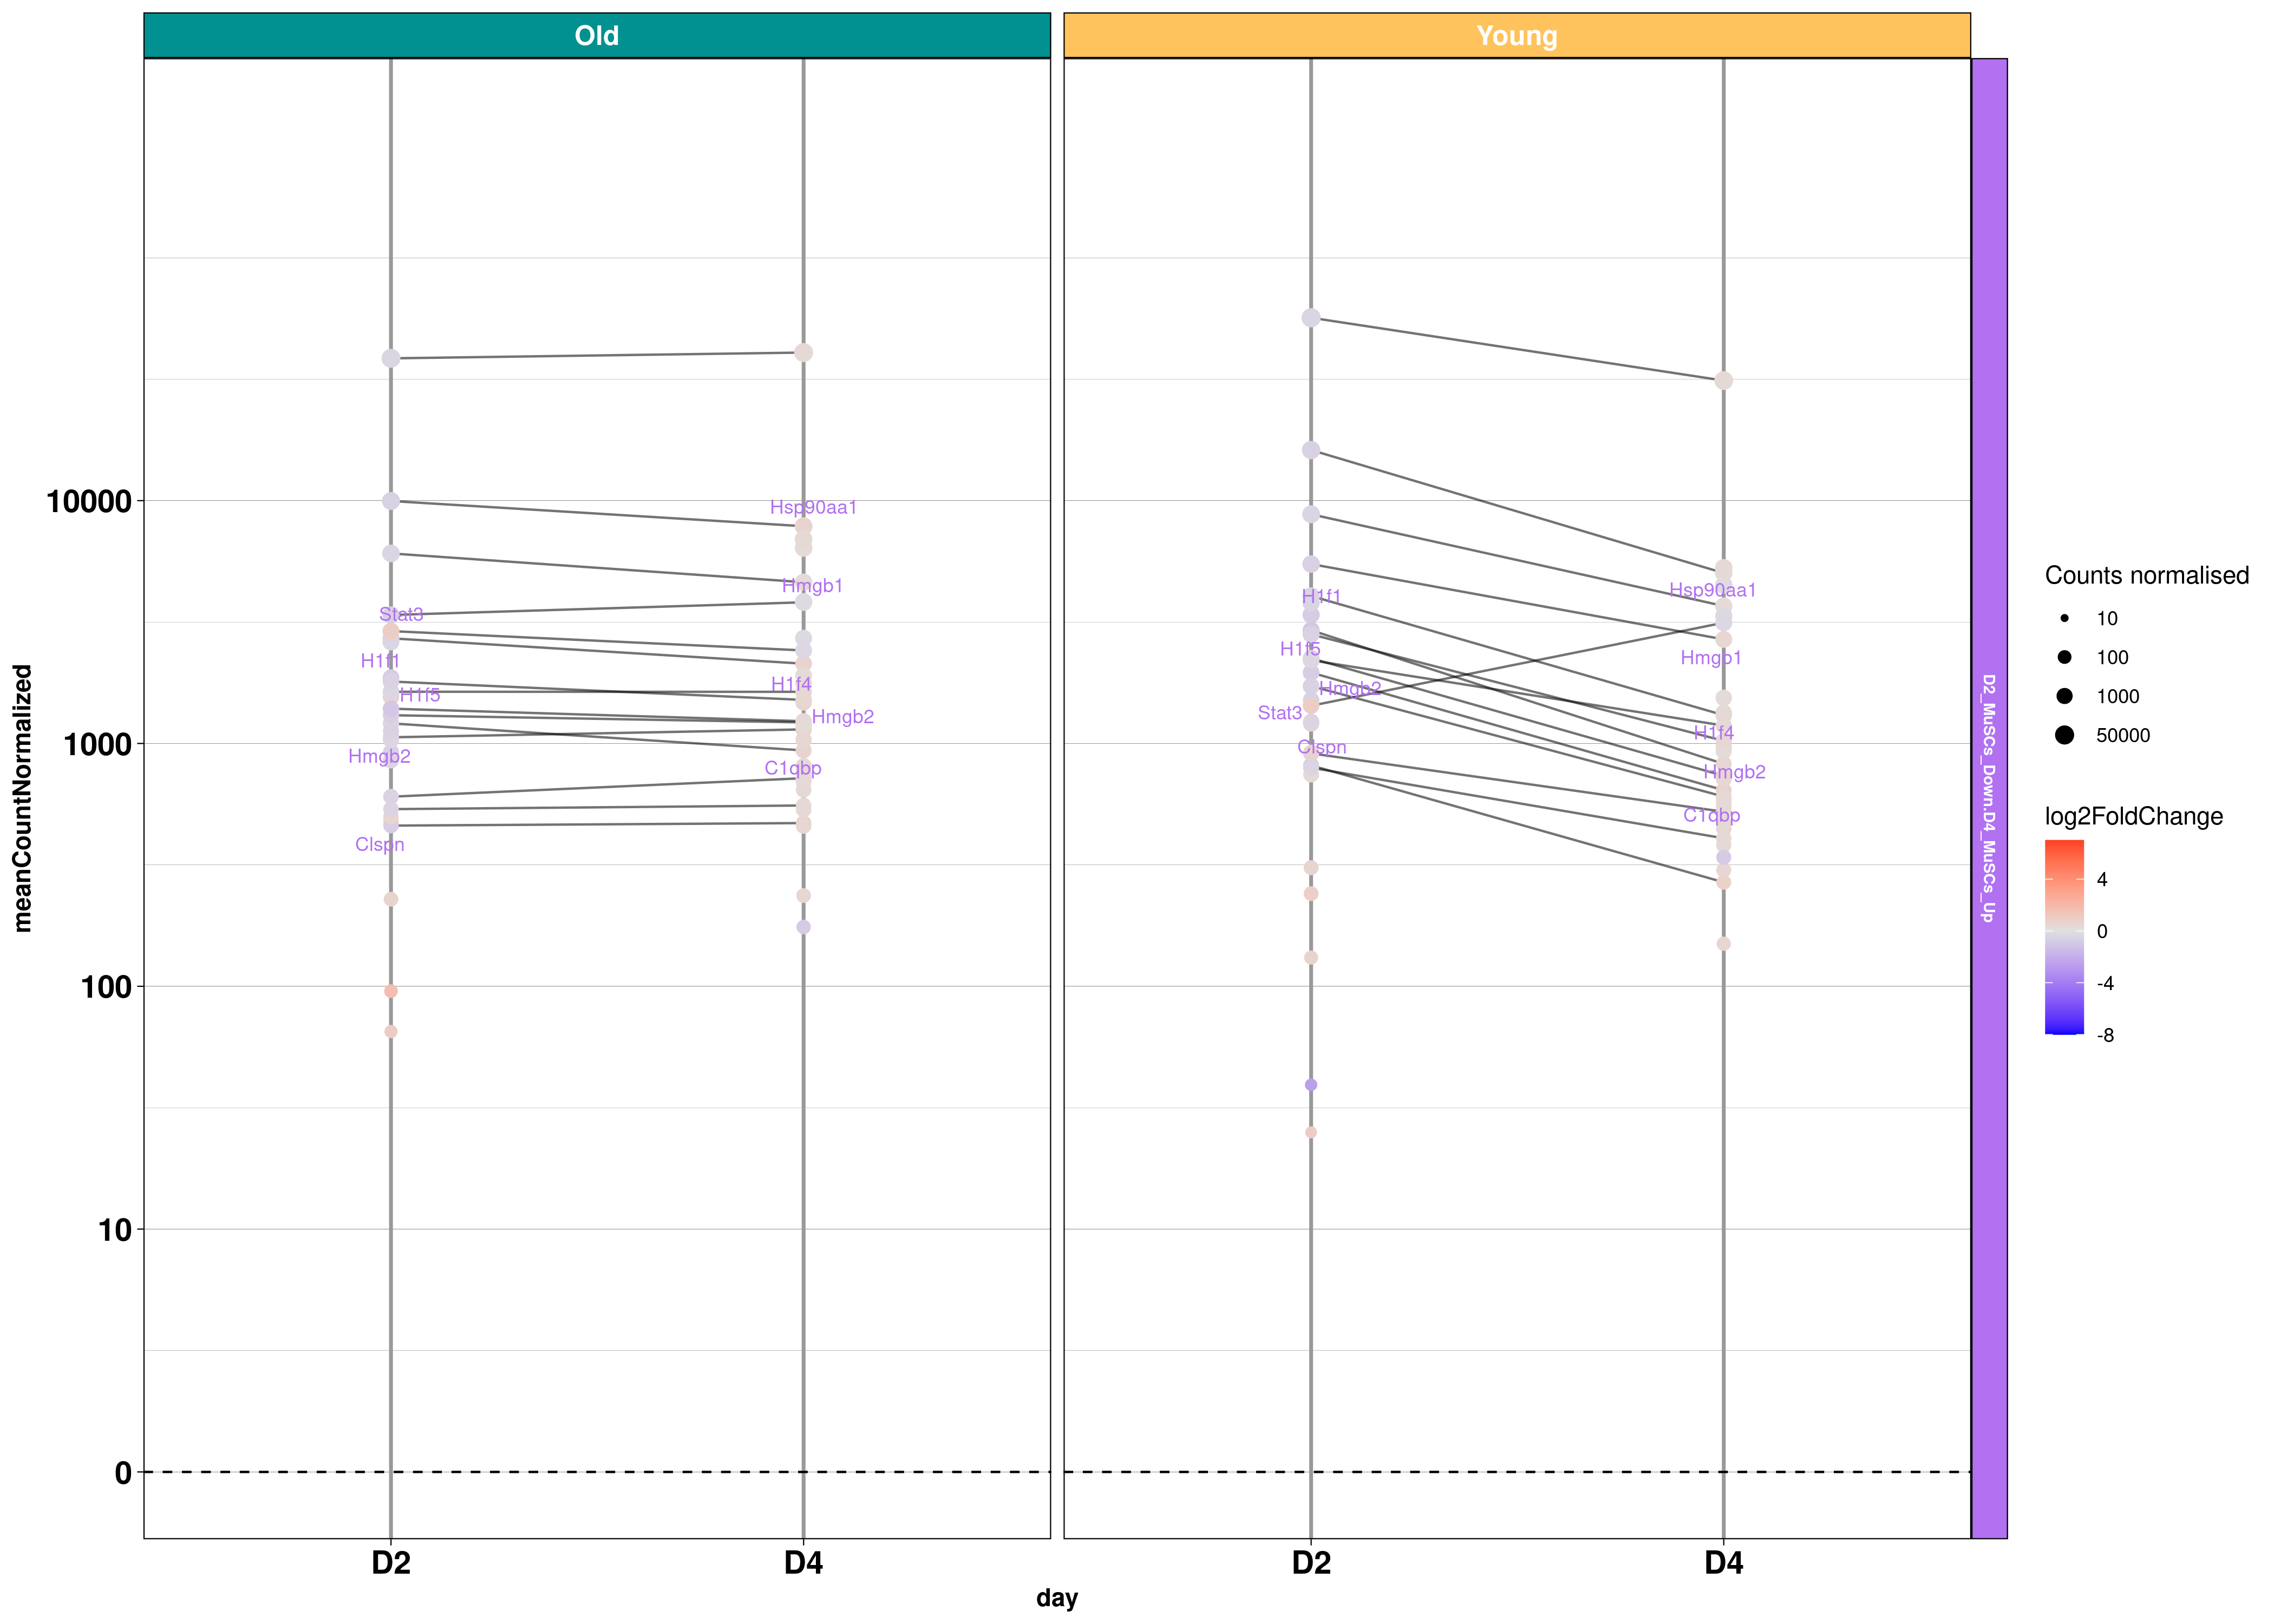 Old
Young
meanCountNormalized
10000
1000
100
10
0
Stat3
H1f1
H1f5
Hmgb2
Clspn
Hsp90aa1
Hmgb1
H1f4
Hmgb2
C1qbp
H1f1
H1f5
Hmgb2
Stat3
Clspn
Hsp90aa1
Hmgb1
H1f4
Hmgb2
C1qbp
D2_MuSCs_Down.D4_MuSCs_Up
D2
D4
D2
D4
day
Counts normalised
10
100
1000
50000
log2FoldChange
4
0
-4
-8